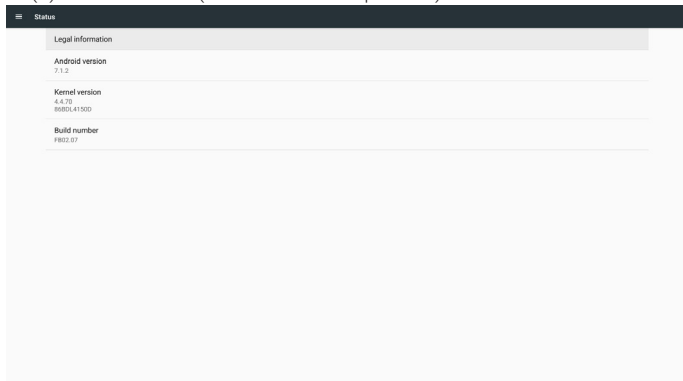 Status
Legal information
Android version
7.1.2
Kernel version
4.4.70
86BDL4150D
Build number
FB02.07